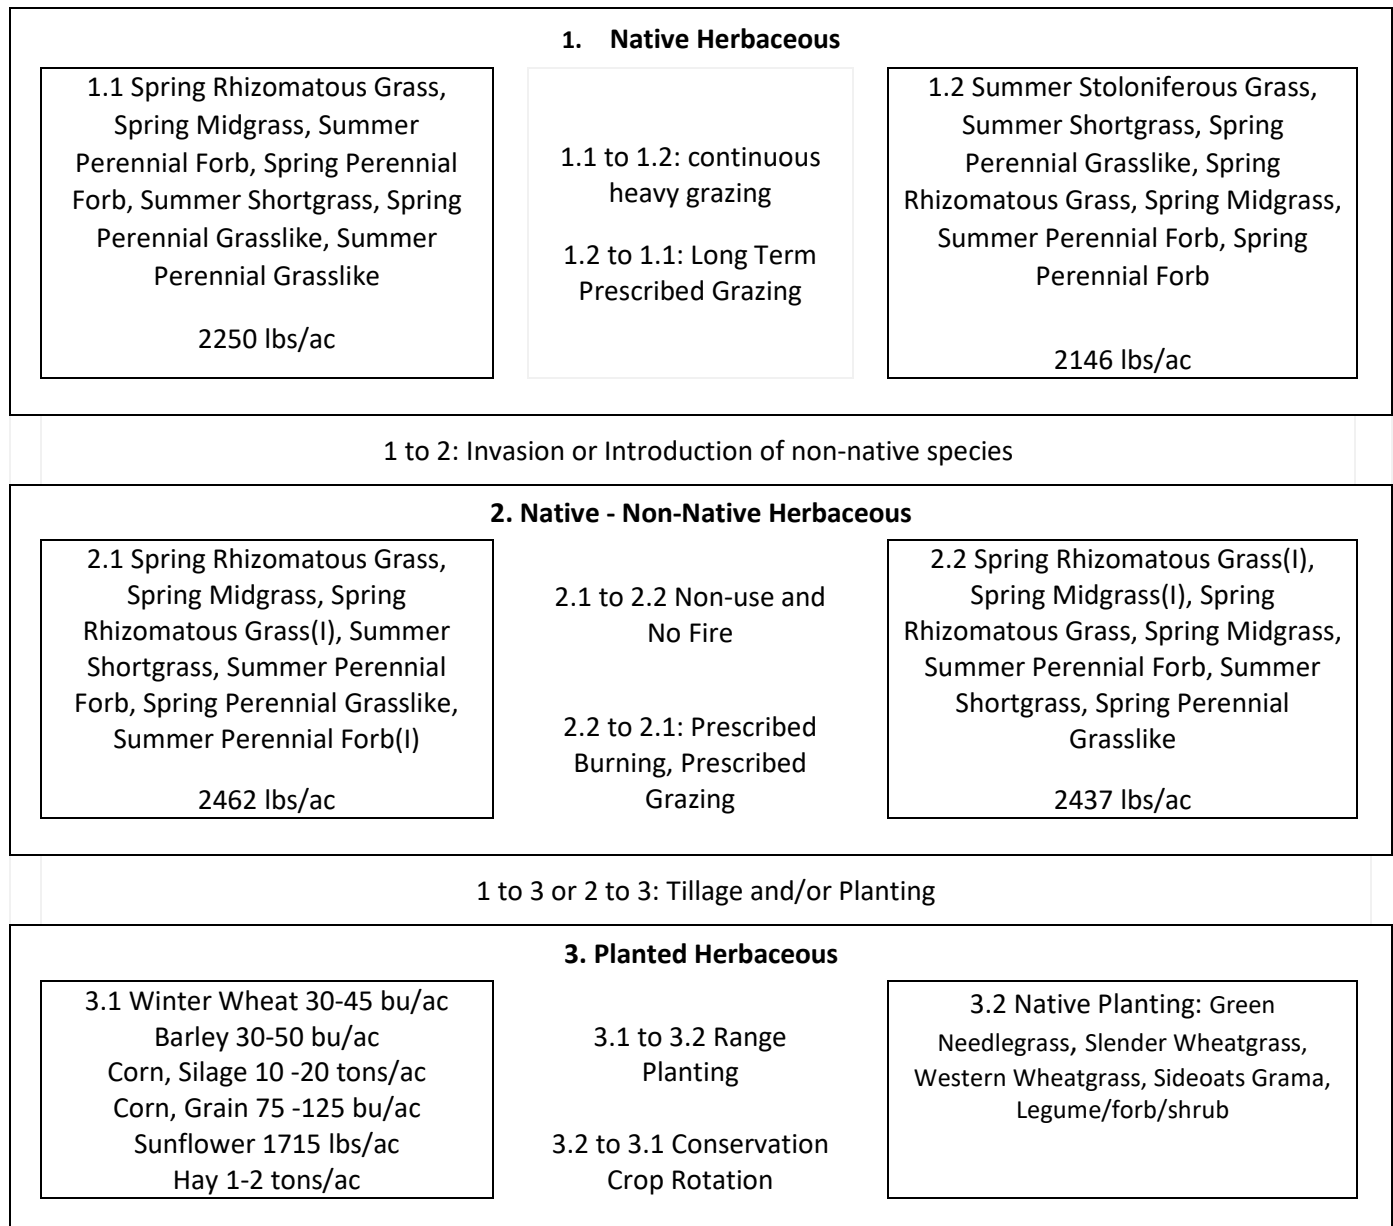 1. Native Herbaceous
1.1 Spring Rhizomatous Grass,
Spring Midgrass, Summer
Perennial Forb, Spring Perennial
Forb, Summer Shortgrass, Spring
Perennial Grasslike, Summer
Perennial Grasslike
2250 lbs/ac
1.1 to 1.2: continuous
heavy grazing
1.2 to 1.1: Long Term
Prescribed Grazing
1.2 Summer Stoloniferous Grass,
Summer Shortgrass, Spring
Perennial Grasslike, Spring
Rhizomatous Grass, Spring Midgrass,
Summer Perennial Forb, Spring
Perennial Forb
2146 lbs/ac
1 to 2: Invasion or Introduction of non-native species
2. Native - Non-Native Herbaceous
2.1 Spring Rhizomatous Grass,
Spring Midgrass, Spring
Rhizomatous Grass(I), Summer
Shortgrass, Summer Perennial
Forb, Spring Perennial Grasslike,
Summer Perennial Forb(I)
2462 lbs/ac
2.1 to 2.2 Non-use and
No Fire
2.2 to 2.1: Prescribed
Burning, Prescribed
Grazing
2.2 Spring Rhizomatous Grass(I),
Spring Midgrass(I), Spring
Rhizomatous Grass, Spring Midgrass,
Summer Perennial Forb, Summer
Shortgrass, Spring Perennial
Grasslike
2437 lbs/ac
1 to 3 or 2 to 3: Tillage and/or Planting
3. Planted Herbaceous
3.1 Winter Wheat 30-45 bu/ac
Barley 30-50 bu/ac
Corn, Silage 10 -20 tons/ac
Corn, Grain 75 -125 bu/ac
Sunflower 1715 lbs/ac
Hay 1-2 tons/ac
3.1 to 3.2 Range
Planting
3.2 to 3.1 Conservation
Crop Rotation
3.2 Native Planting: Green
Needlegrass, Slender Wheatgrass,
Western Wheatgrass, Sideoats Grama,
Legume/forb/shrub